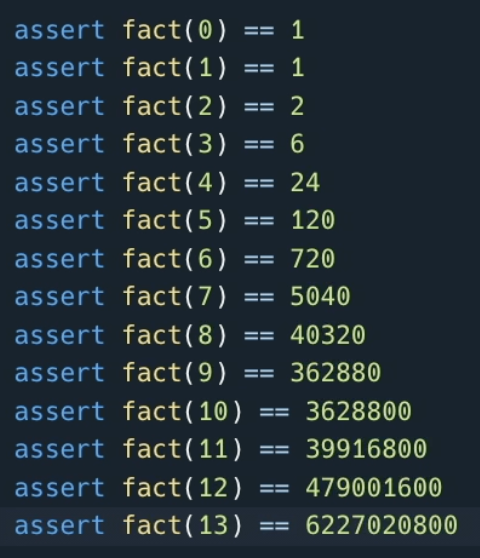 assert fact(0) == 1
assert fact(1) == 1
assert fact(2) == 2
assert fact(3) == 6
assert fact(4) == 24
assert fact(5) == 120
assert fact(6) == 720
assert fact(7) == 5040
assert fact(8) == 40320
assert fact(9) == 362880
assert fact(10) == 3628800
assert fact(11) == 39916800
assert fact(12) == 479001600
assert fact(13) == 6227020800